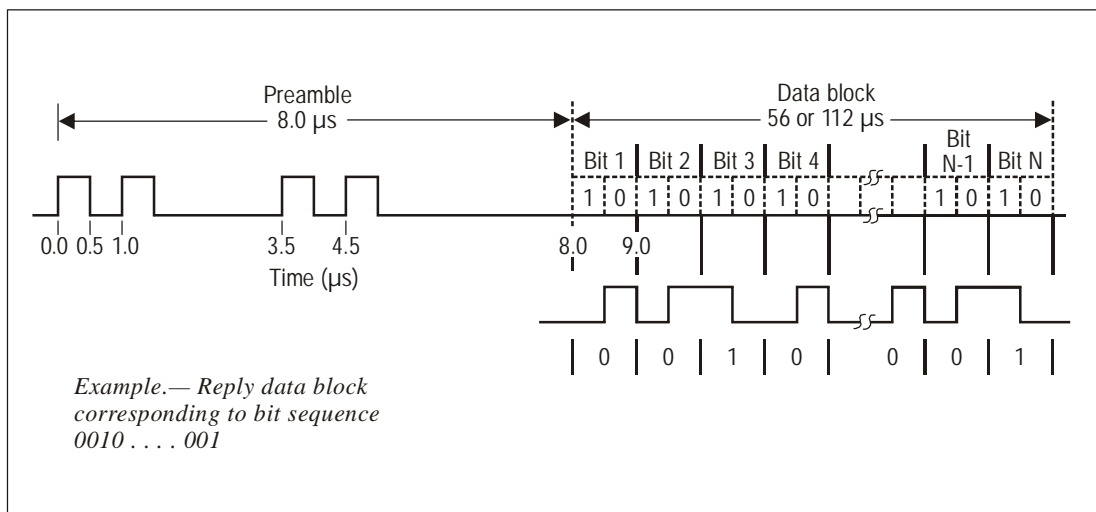 Preamble
8.0 µs
Data block
56 or 112 µs
Bit 1 Bit 2 Bit 3 Bit 4 Bit N-1 Bit N
1 0 1 0 1 0 1 0 1 0 1 0
0.0 0.5 1.0 3.5 4.5 8.0 9.0
Time (µs)
0 0 1 0 0 0 1
Example.— Reply data block
corresponding to bit sequence
0010 . . . . 001